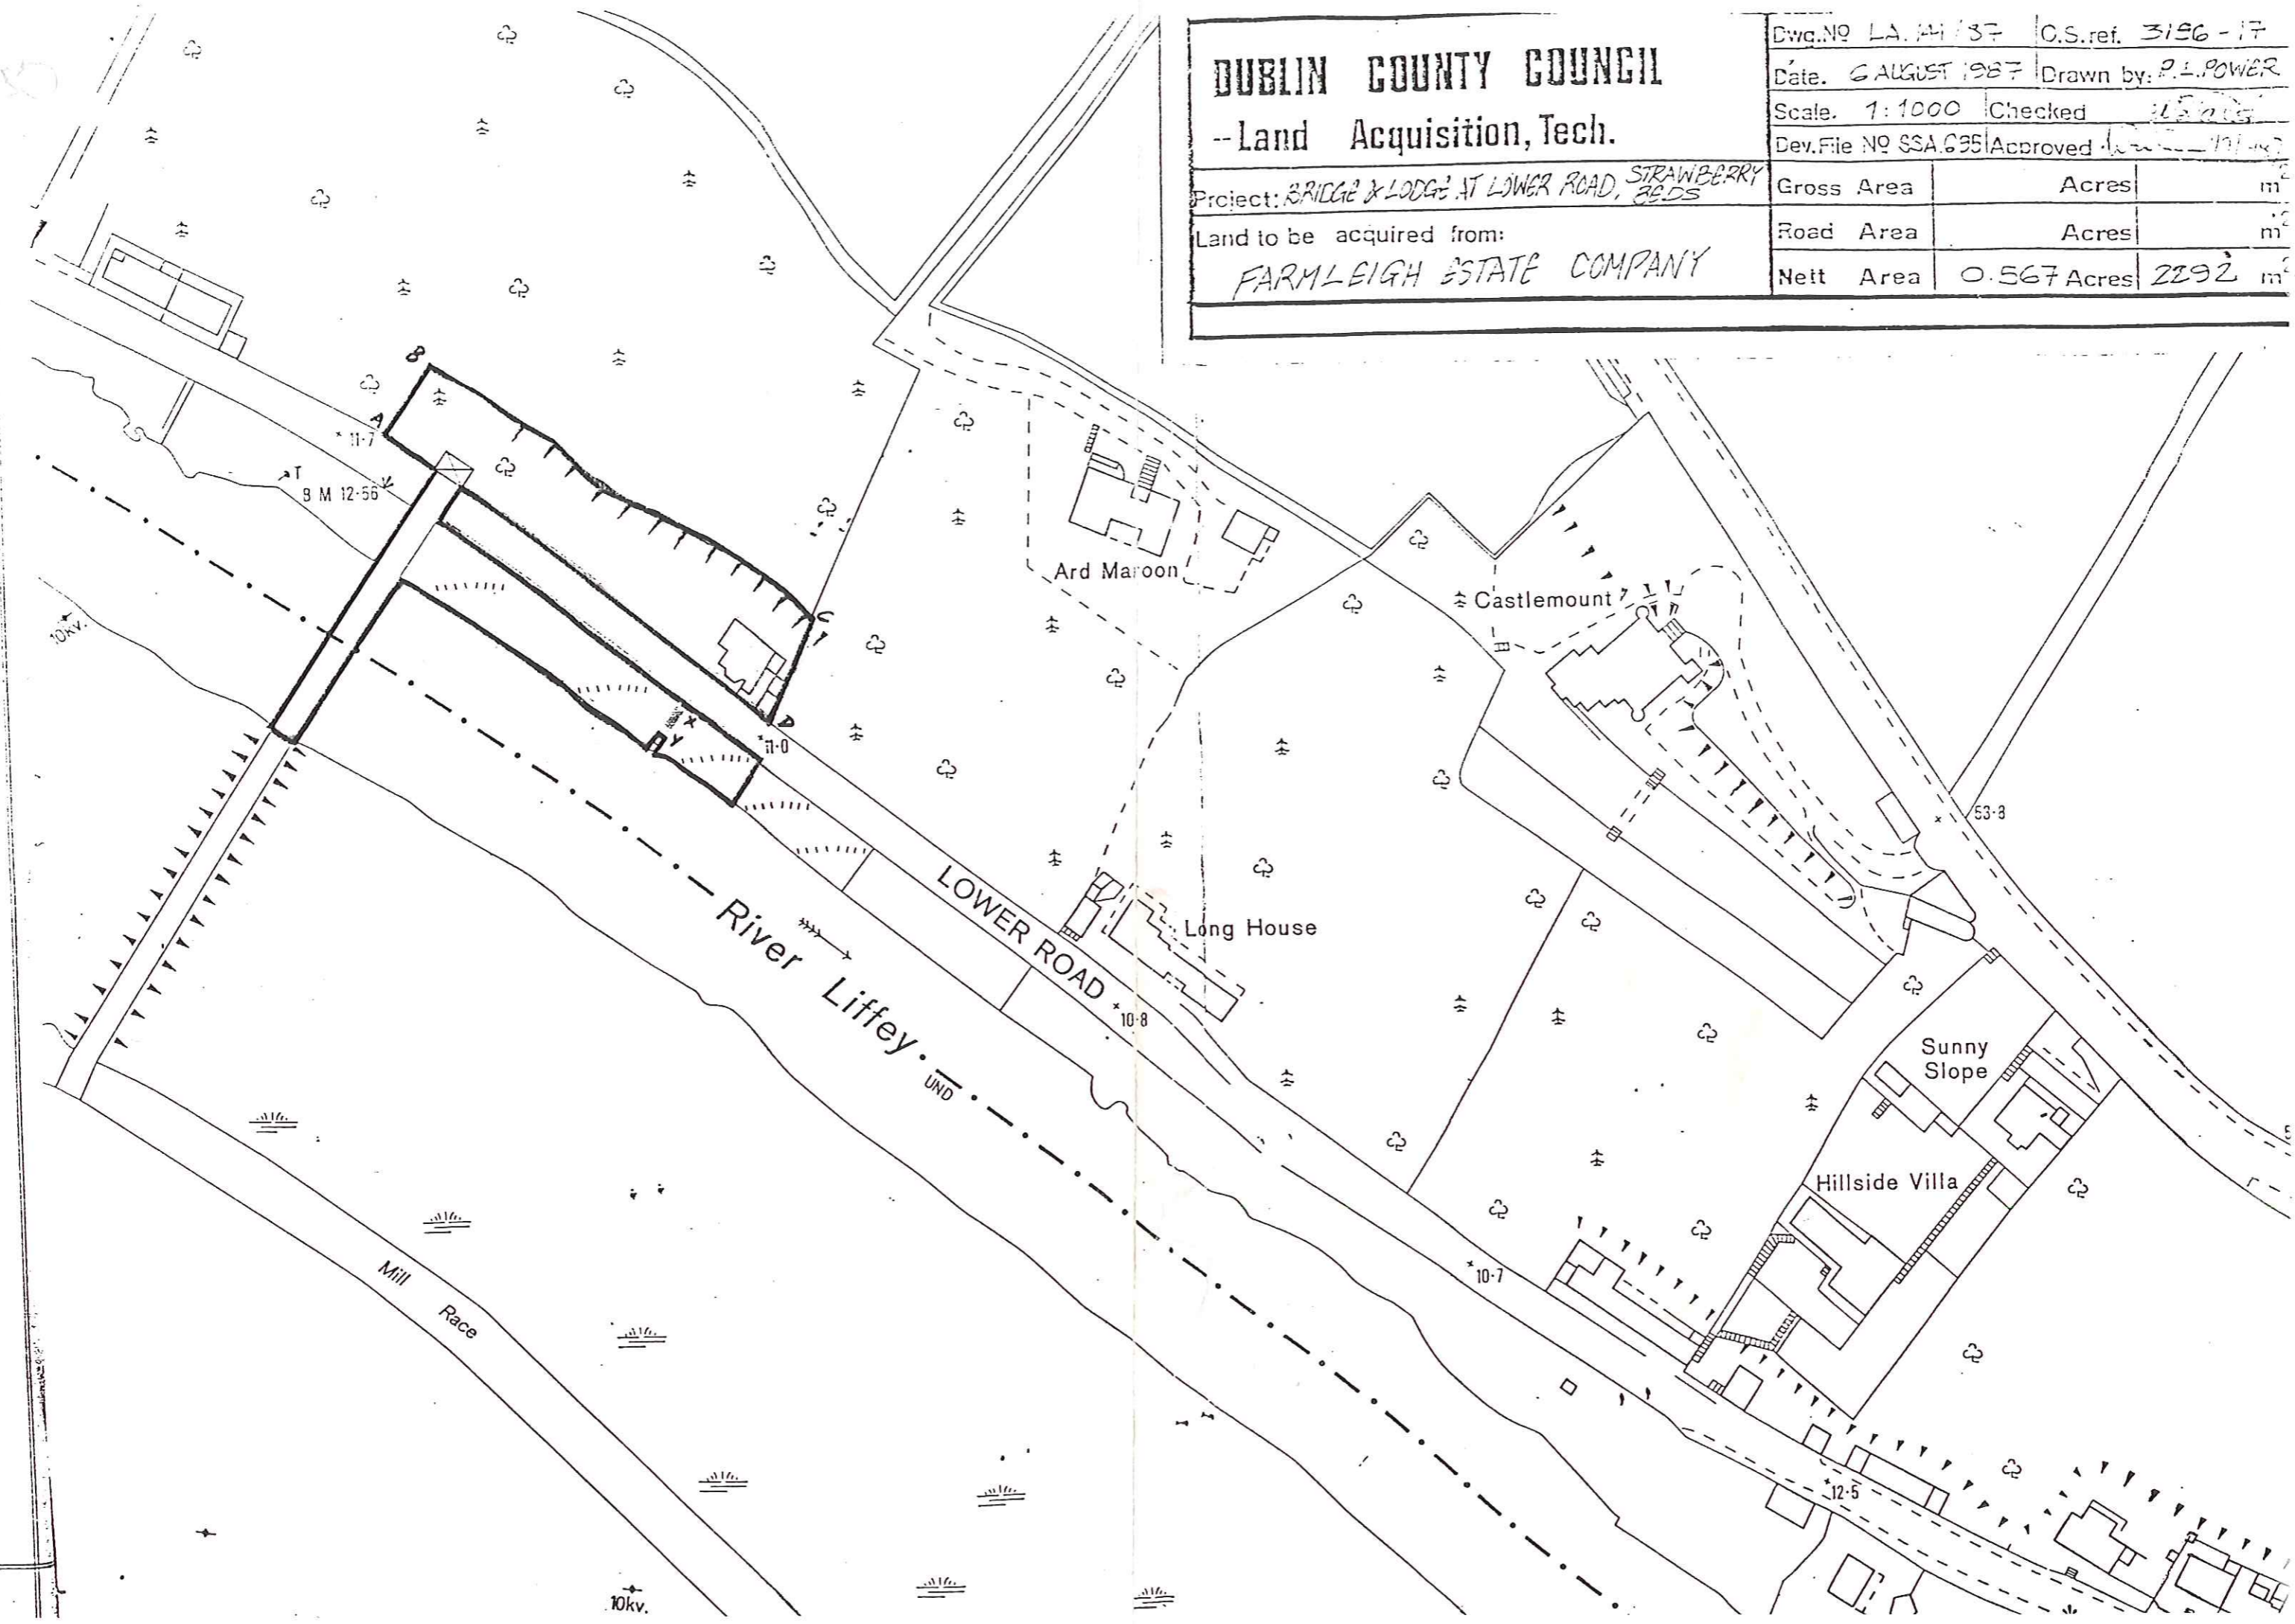 DUBLIN COUNTY COUNCIL
--Land Acquisition, Tech.
Project: BRIDGE & LODGE AT LOWER ROAD, STRAWBERRY BEDS
Land to be acquired from:
FARMLEIGH ESTATE COMPANY
Dwg.No LA. /87 O.S.ref. 3196-17
Date. 6 AUGUST 1987 Drawn by: P.L.POWER
Scale. 1:1000 Checked
Dev.File No SSA.635 Approved
Gross Area Acres m²
Road Area Acres m²
Nett Area 0.567 Acres 2292 m²
B
A
11·7
T
B M 12·56
C
D
X
Y
11·0
10kv.
Ard Maroon
Castlemount
53·8
Long House
LOWER ROAD
10·8
River Liffey
UND
Sunny
Slope
Hillside Villa
10·7
12·5
Mill Race
10kv.